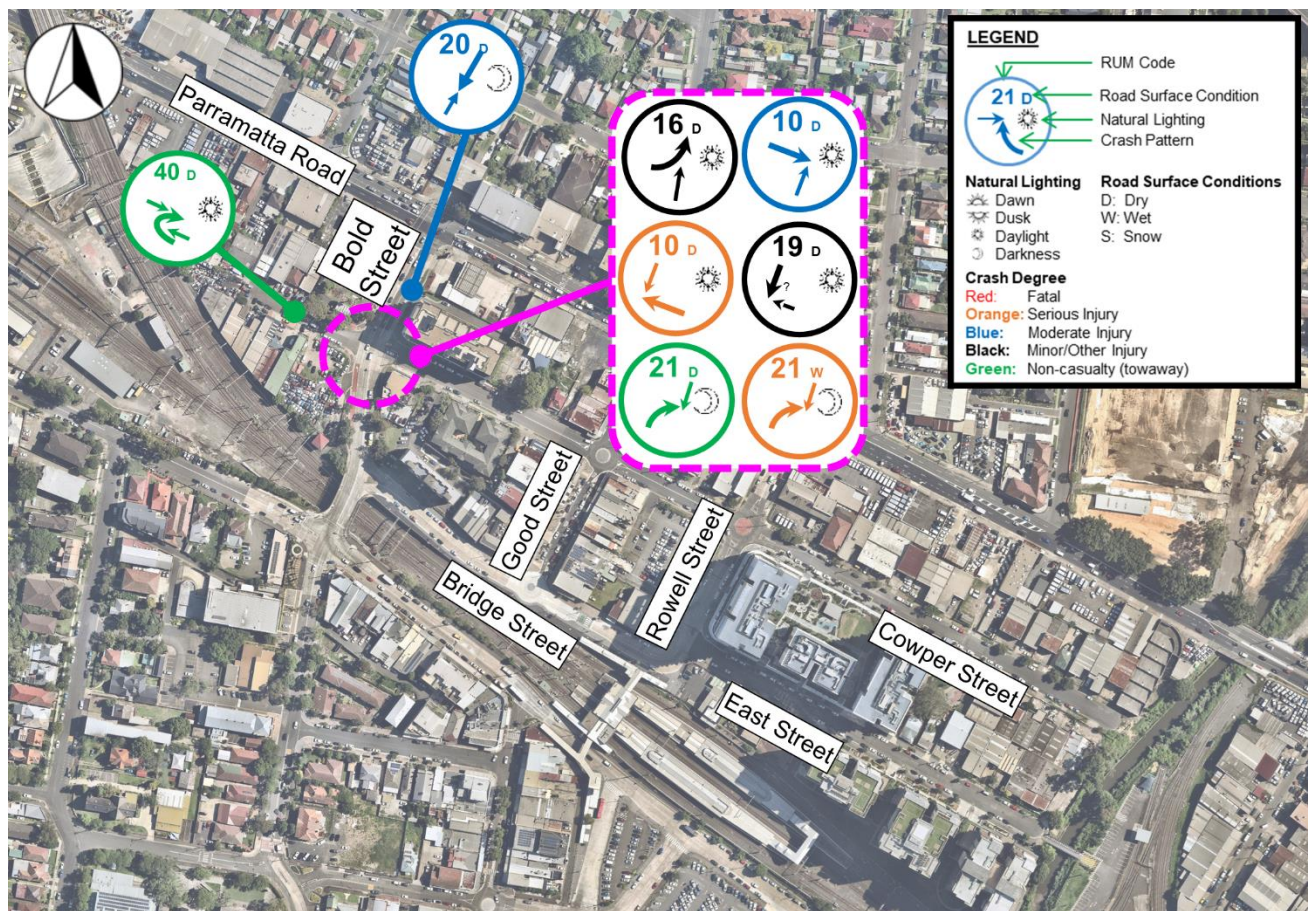 20 D
Parramatta Road
40 D
Bold
Street
16 D
10 D
10 D
19 D
?
21 D
21 W
Good Street
Rowell Street
Bridge Street
Cowper Street
East Street
LEGEND
21 D
RUM Code
Road Surface Condition
Natural Lighting
Crash Pattern
Natural Lighting
Dawn
Dusk
Daylight
Darkness
Road Surface Conditions
D: Dry
W: Wet
S: Snow
Crash Degree
Red: Fatal
Orange: Serious Injury
Blue: Moderate Injury
Black: Minor/Other Injury
Green: Non-casualty (towaway)